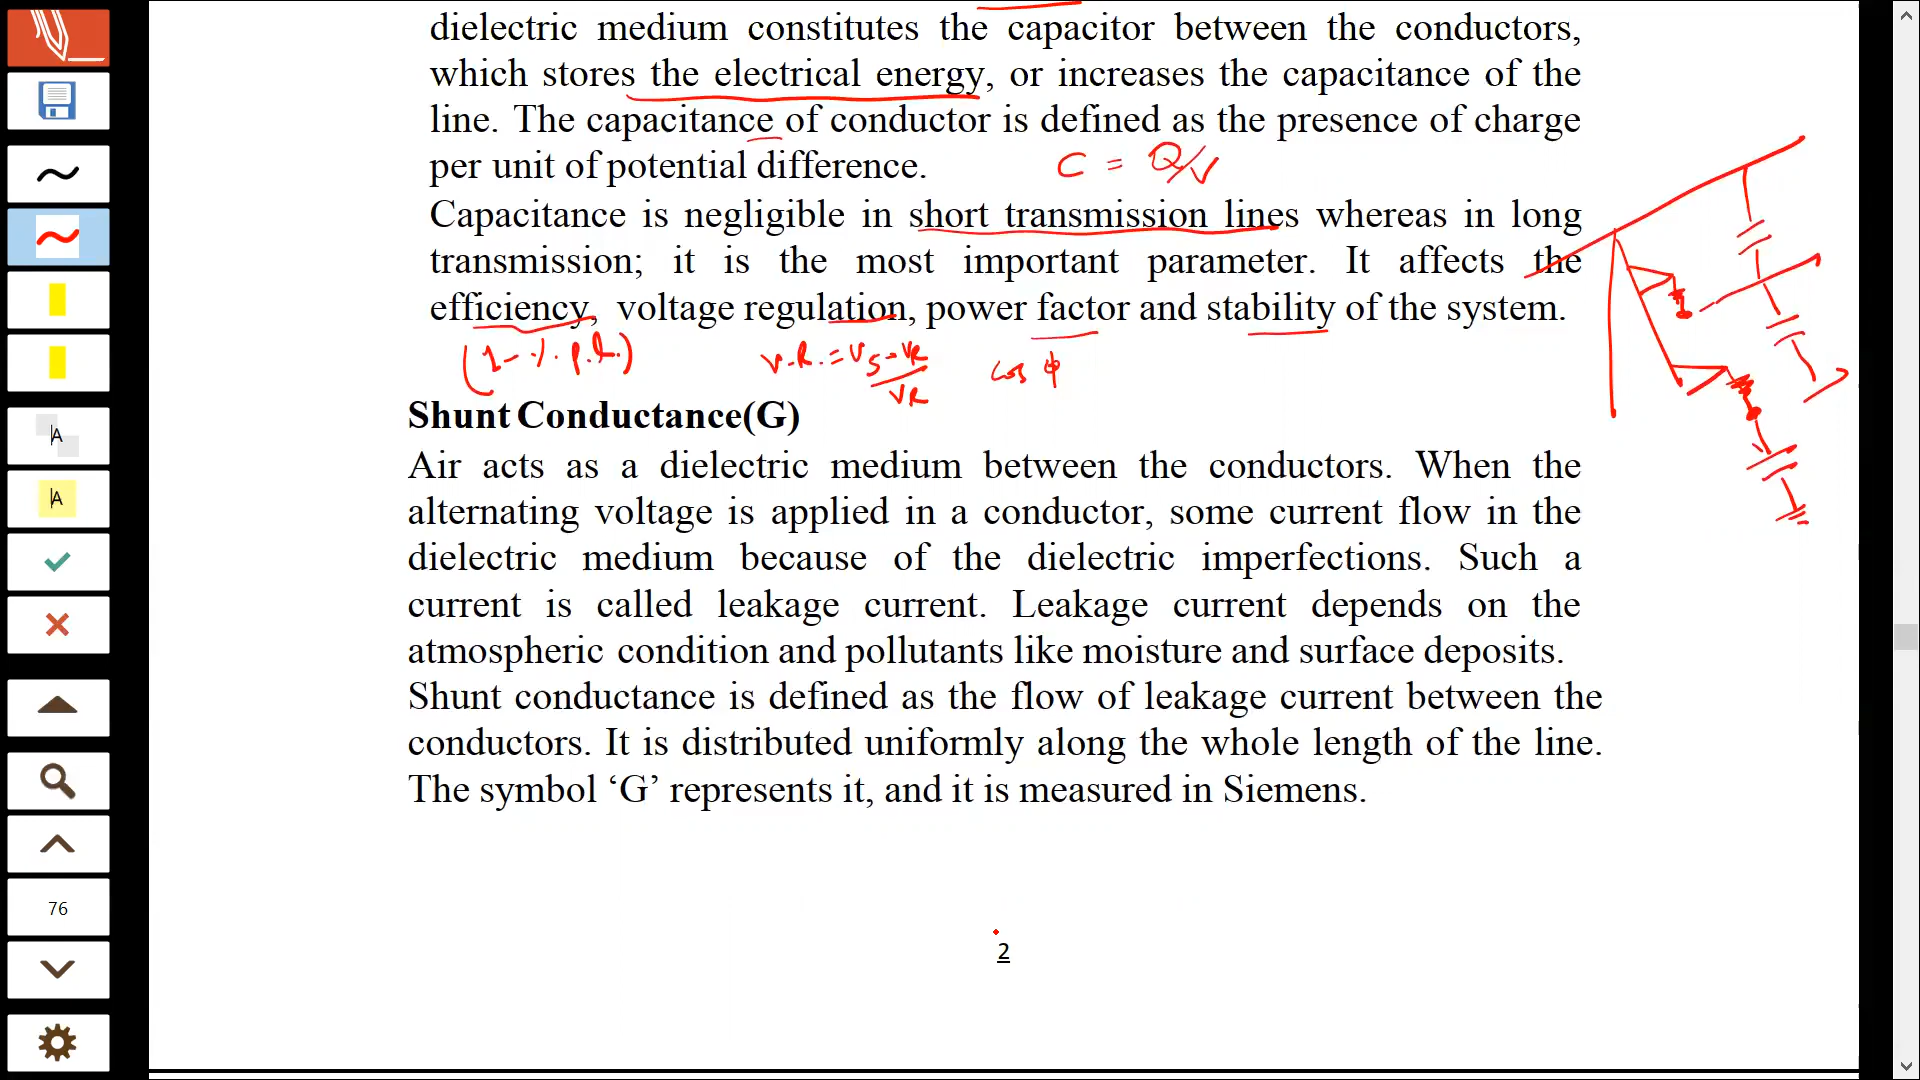 dielectric medium constitutes the capacitor between the conductors,
which stores the electrical energy, or increases the capacitance of the
line. The capacitance of conductor is defined as the presence of charge
per unit of potential difference. C = Q/V
Capacitance is negligible in short transmission lines whereas in long
transmission; it is the most important parameter. It affects the
efficiency, voltage regulation, power factor and stability of the system.
(1 - %. p.l.) V.R. = VS - VR / VR cos φ
Shunt Conductance(G)
Air acts as a dielectric medium between the conductors. When the
alternating voltage is applied in a conductor, some current flow in the
dielectric medium because of the dielectric imperfections. Such a
current is called leakage current. Leakage current depends on the
atmospheric condition and pollutants like moisture and surface deposits.
Shunt conductance is defined as the flow of leakage current between the
conductors. It is distributed uniformly along the whole length of the line.
The symbol ‘G’ represents it, and it is measured in Siemens.
2
A
A
76